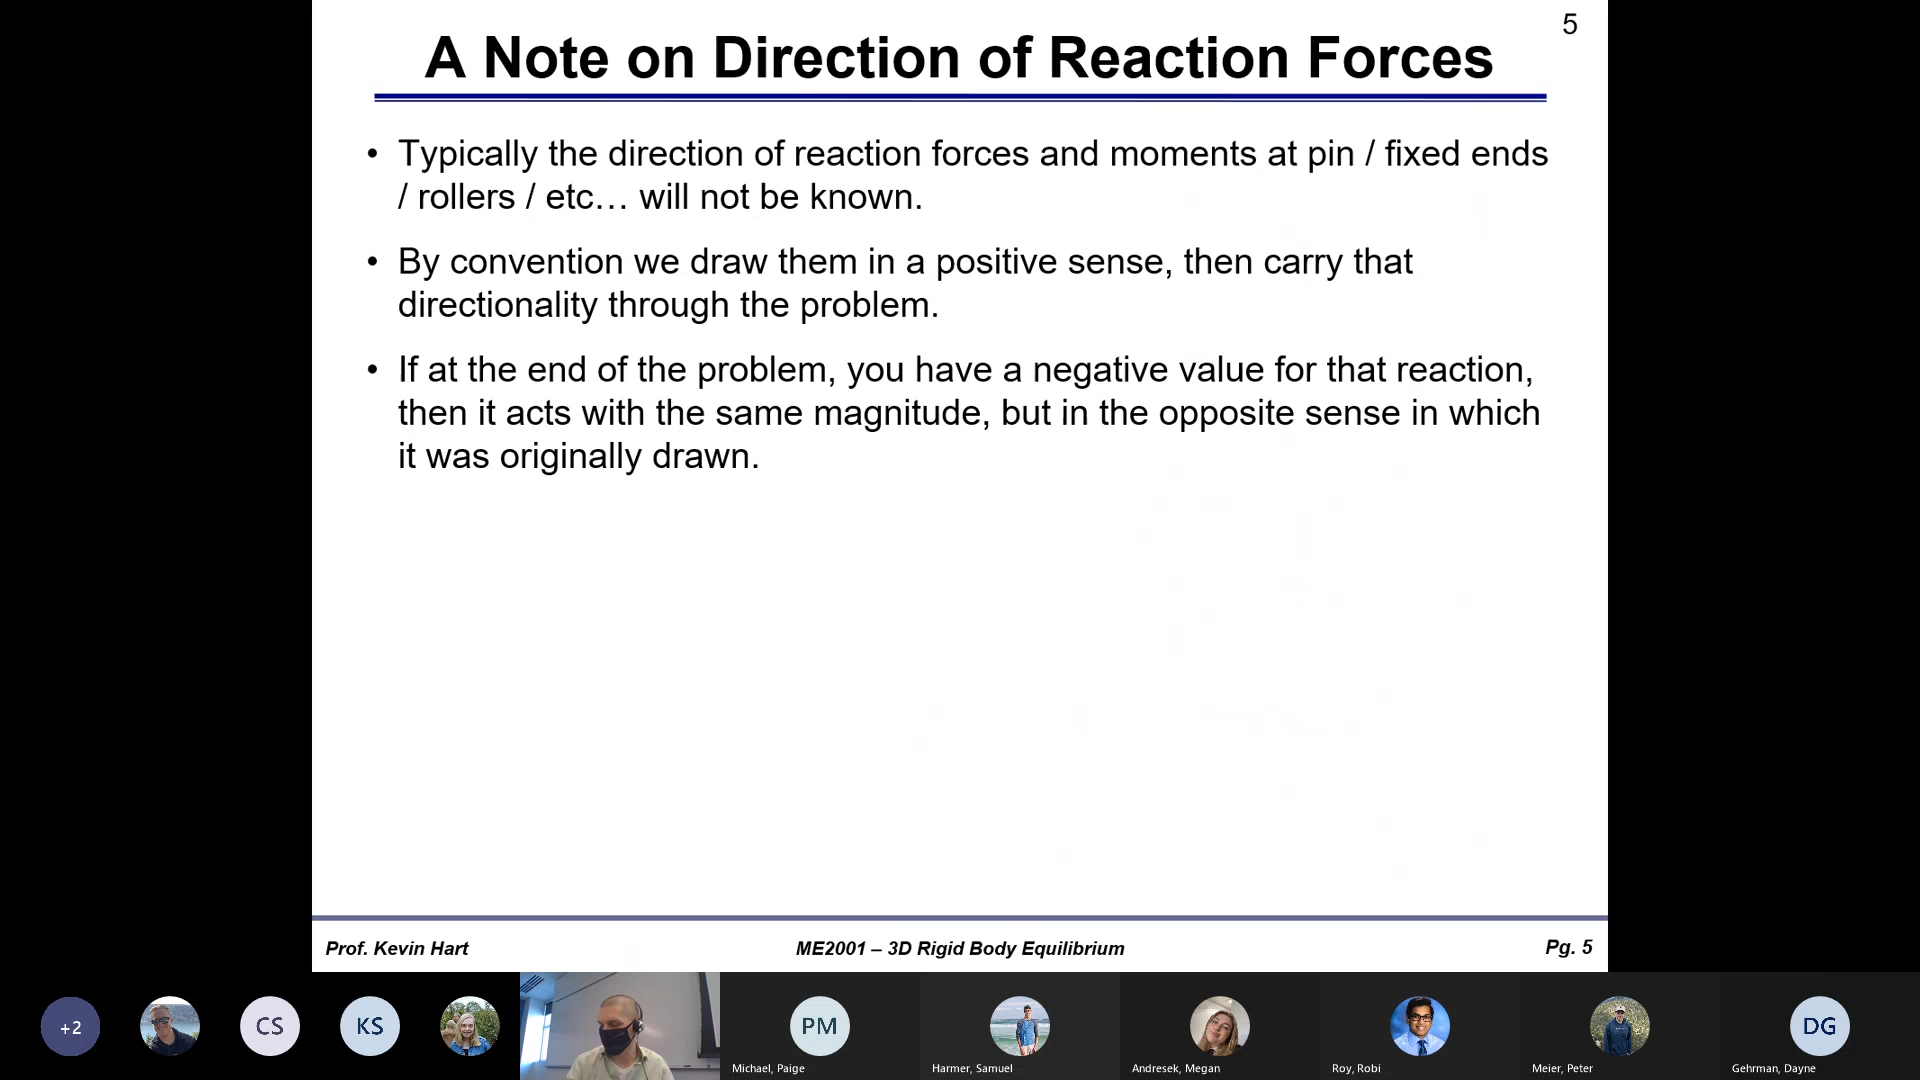 5
A Note on Direction of Reaction Forces
• Typically the direction of reaction forces and moments at pin / fixed ends
/ rollers / etc… will not be known.
• By convention we draw them in a positive sense, then carry that
directionality through the problem.
• If at the end of the problem, you have a negative value for that reaction,
then it acts with the same magnitude, but in the opposite sense in which
it was originally drawn.
Prof. Kevin Hart
ME2001 – 3D Rigid Body Equilibrium
Pg. 5
+2
CS
KS
PM
DG
Michael, Paige
Harmer, Samuel
Andresek, Megan
Roy, Robi
Meier, Peter
Gehrman, Dayne